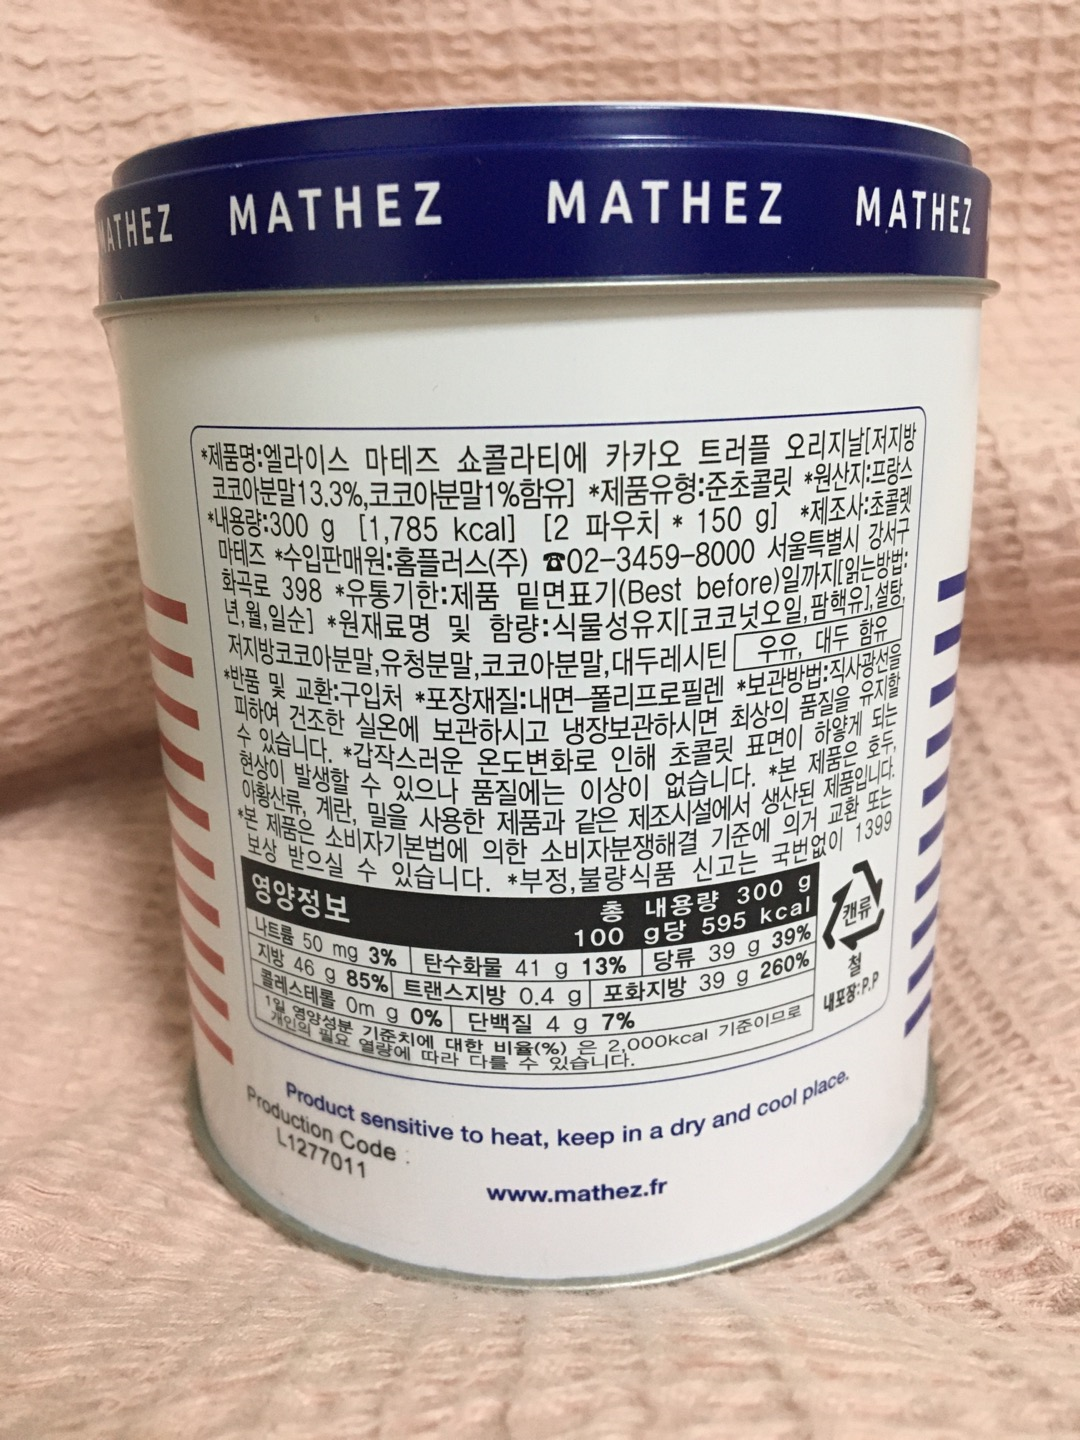 MATHEZ MATHEZ MATHEZ MATHEZ
*제품명:엘라이스 마테즈 쇼콜라티에 카카오 트러플 오리지날[저지방
코코아분말13.3%,코코아분말1%함유] *제품유형:준초콜릿 *원산지:프랑스
*내용량:300 g [1,785 kcal] [2 파우치 * 150 g] *제조사:초콜렛
마테즈 *수입판매원:홈플러스(주) ☎02-3459-8000 서울특별시 강서구
화곡로 398 *유통기한:제품 밑면표기(Best before)일까지[읽는방법:
년,월,일순] *원재료명 및 함량:식물성유지[코코넛오일,팜핵유],설탕,
저지방코코아분말,유청분말,코코아분말,대두레시틴 우유, 대두 함유
*반품 및 교환:구입처 *포장재질:내면-폴리프로필렌 *보관방법:직사광선을
피하여 건조한 실온에 보관하시고 냉장보관하시면 최상의 품질을 유지할
수 있습니다. *갑작스러운 온도변화로 인해 초콜릿 표면이 하얗게 되는
현상이 발생할 수 있으나 품질에는 이상이 없습니다. *본 제품은 호두,
아황산류, 계란, 밀을 사용한 제품과 같은 제조시설에서 생산된 제품입니다.
*본 제품은 소비자기본법에 의한 소비자분쟁해결 기준에 의거 교환 또는
보상 받으실 수 있습니다. *부정,불량식품 신고는 국번없이 1399
영양정보 총 내용량 300 g
100 g당 595 kcal
나트륨 50 mg 3% 탄수화물 41 g 13% 당류 39 g 39%
지방 46 g 85% 트랜스지방 0.4 g 포화지방 39 g 260%
콜레스테롤 0m g 0% 단백질 4 g 7%
1일 영양성분 기준치에 대한 비율(%) 은 2,000kcal 기준이므로
개인의 필요 열량에 따라 다를 수 있습니다.
캔류
철
내포장:P.P
Product sensitive to heat, keep in a dry and cool place.
Production Code :
L1277011
www.mathez.fr